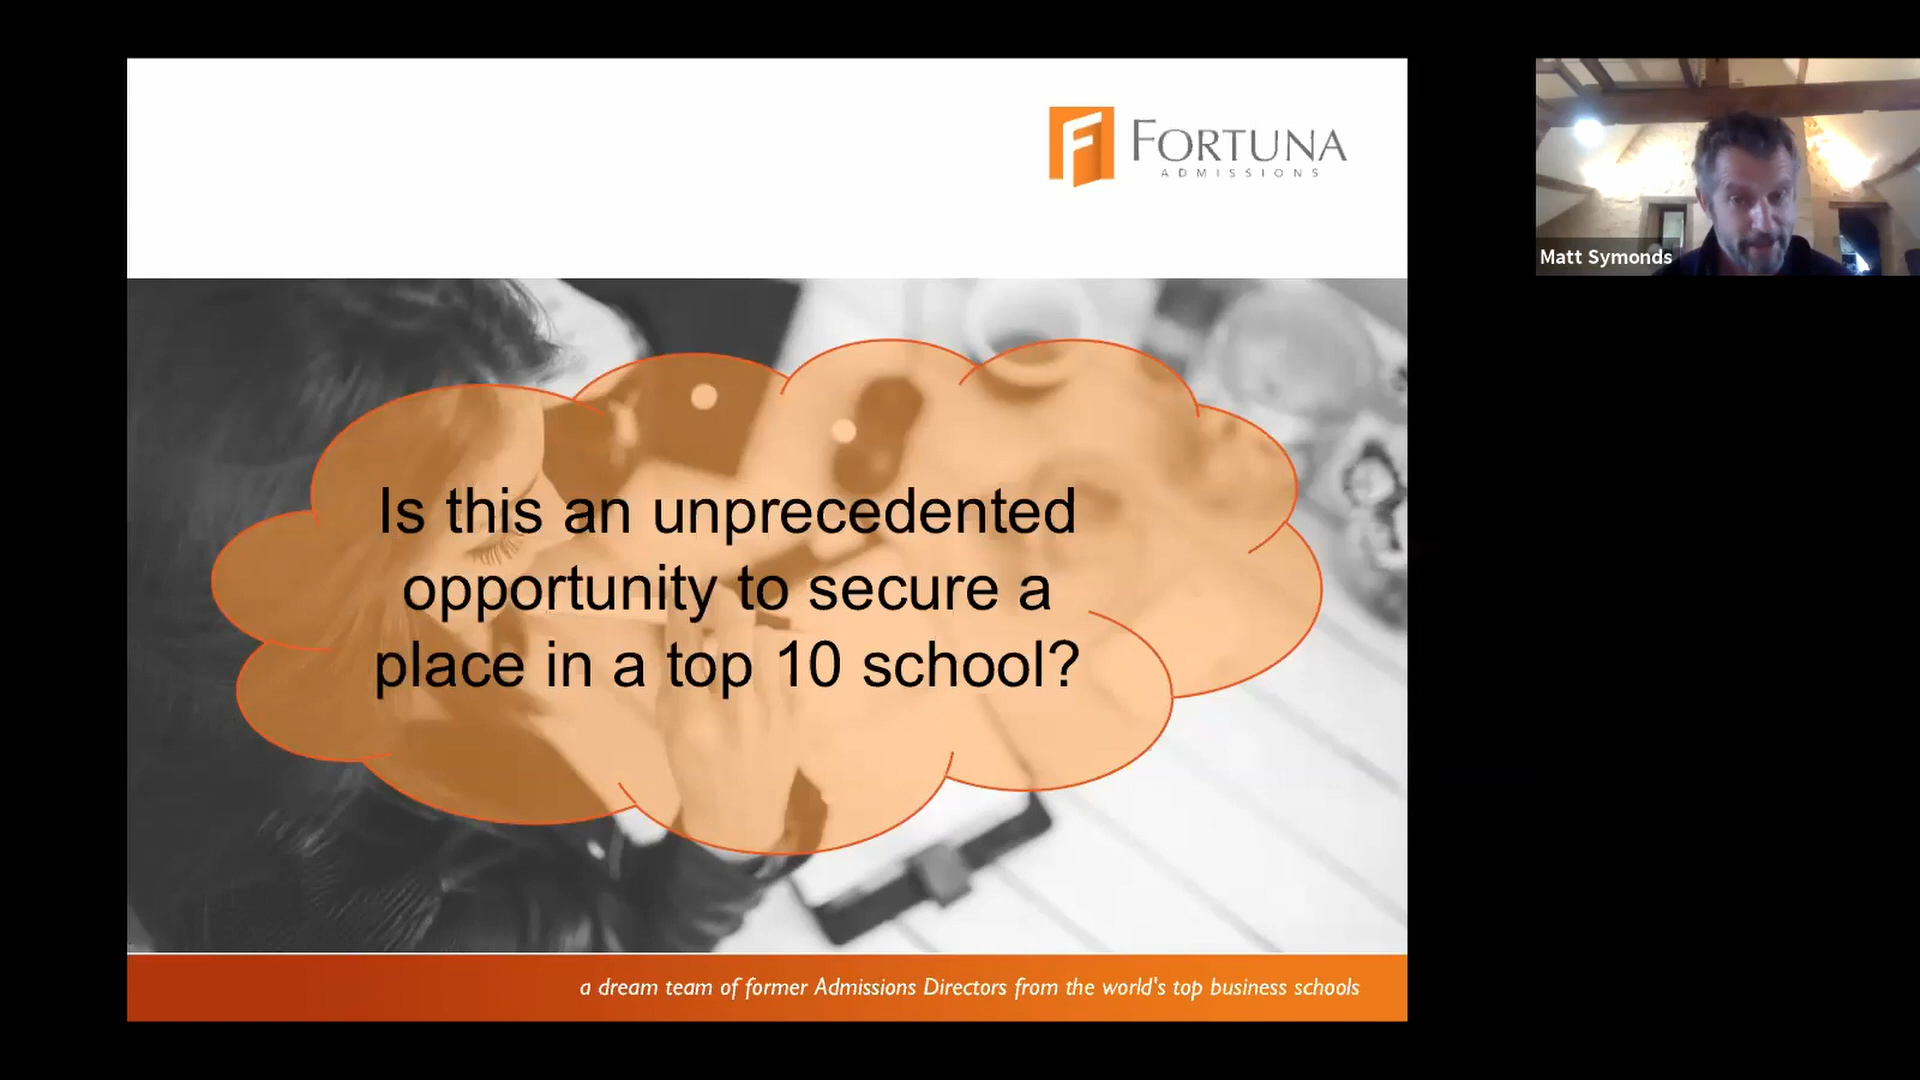 FORTUNA
ADMISSIONS
Matt Symonds
Is this an unprecedented
opportunity to secure a
place in a top 10 school?
a dream team of former Admissions Directors from the world's top business schools